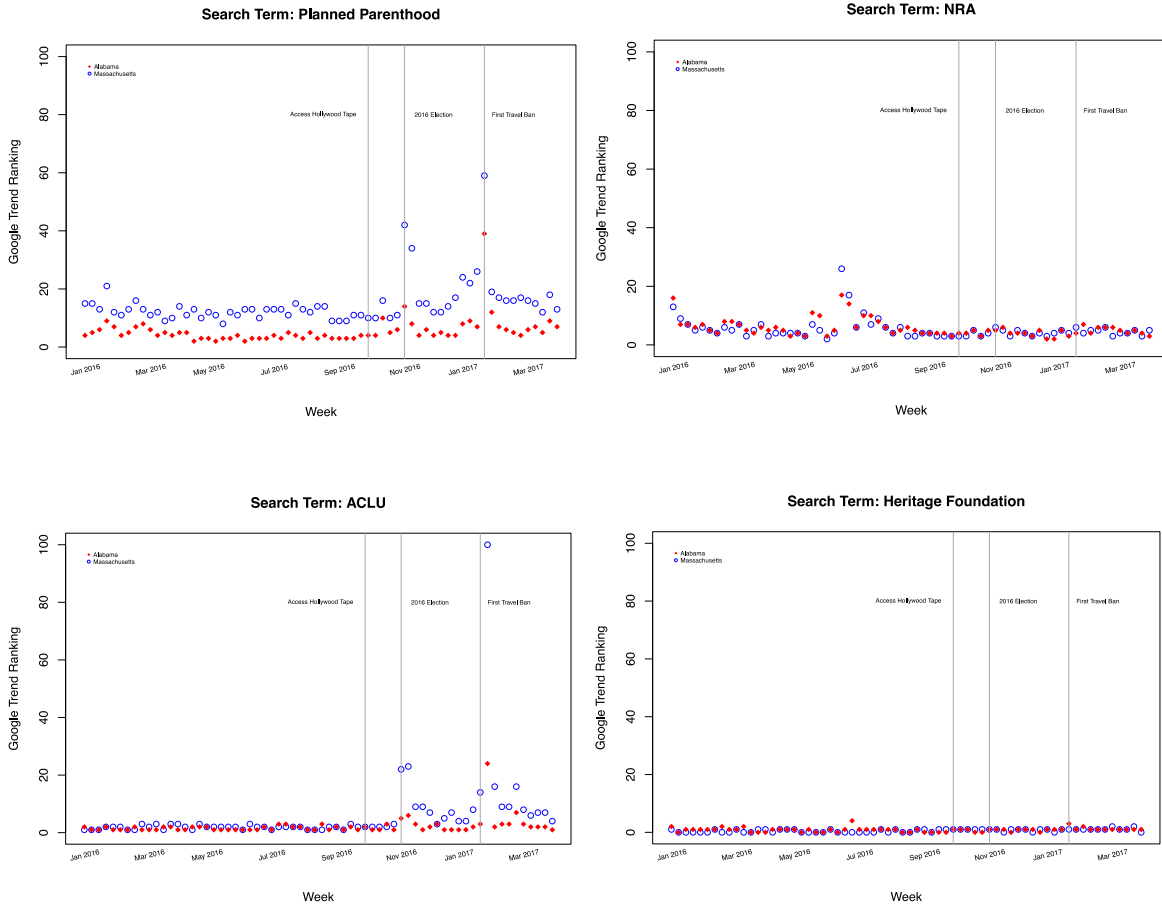 Search Term: Planned Parenthood
100
80
60
40
20
0
Google Trend Ranking
Alabama
Massachusetts
Access Hollywood Tape
2016 Election
First Travel Ban
Jan 2016
Mar 2016
May 2016
Jul 2016
Sep 2016
Nov 2016
Jan 2017
Mar 2017
Week
Search Term: NRA
100
80
60
40
20
0
Google Trend Ranking
Alabama
Massachusetts
Access Hollywood Tape
2016 Election
First Travel Ban
Jan 2016
Mar 2016
May 2016
Jul 2016
Sep 2016
Nov 2016
Jan 2017
Mar 2017
Week
Search Term: ACLU
100
80
60
40
20
0
Google Trend Ranking
Alabama
Massachusetts
Access Hollywood Tape
2016 Election
First Travel Ban
Jan 2016
Mar 2016
May 2016
Jul 2016
Sep 2016
Nov 2016
Jan 2017
Mar 2017
Week
Search Term: Heritage Foundation
100
80
60
40
20
0
Google Trend Ranking
Alabama
Massachusetts
Access Hollywood Tape
2016 Election
First Travel Ban
Jan 2016
Mar 2016
May 2016
Jul 2016
Sep 2016
Nov 2016
Jan 2017
Mar 2017
Week